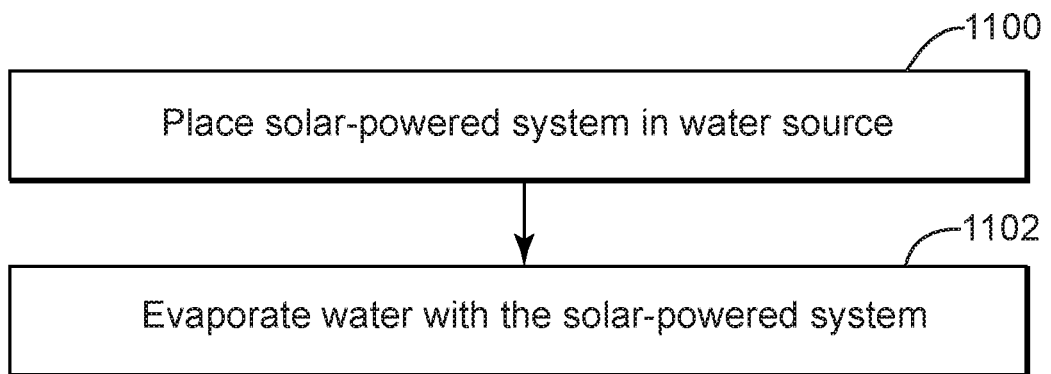 1100
Place solar-powered system in water source
1102
Evaporate water with the solar-powered system